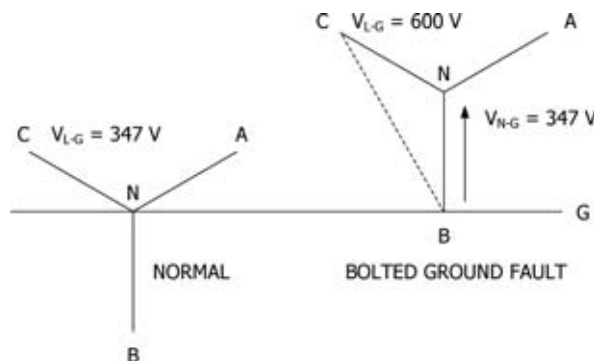 C V_L-G = 600 V A
N
V_N-G = 347 V
C V_L-G = 347 V A
N
G
B
NORMAL BOLTED GROUND FAULT
B